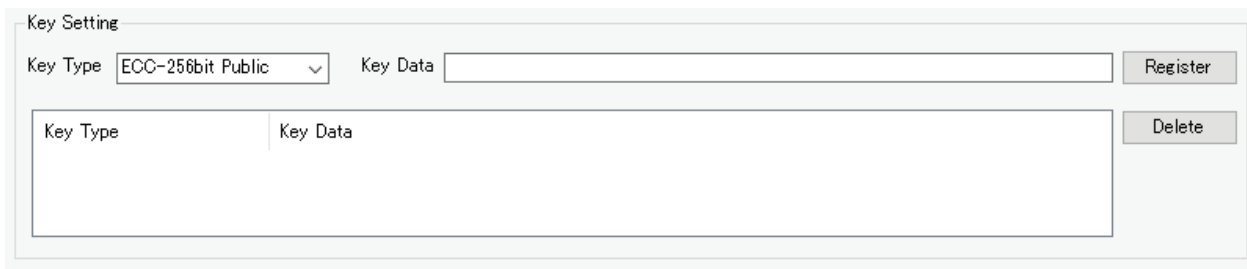 Key Setting
Key Type ECC-256bit Public Key Data Register
Key Type Key Data Delete